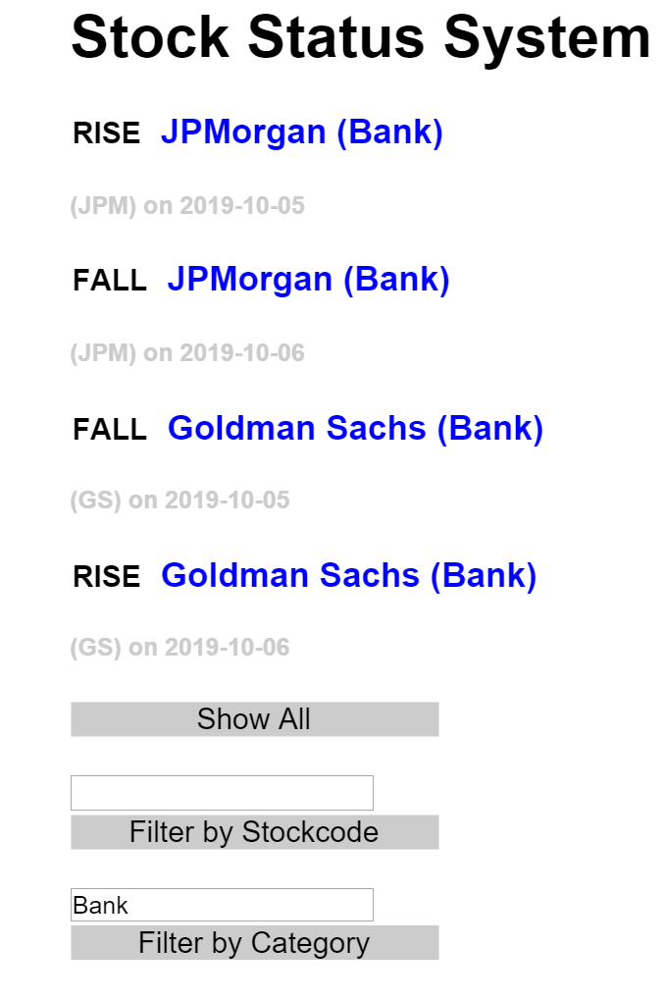 Stock Status System
RISE JPMorgan (Bank)
(JPM) on 2019-10-05
FALL JPMorgan (Bank)
(JPM) on 2019-10-06
FALL Goldman Sachs (Bank)
(GS) on 2019-10-05
RISE Goldman Sachs (Bank)
(GS) on 2019-10-06
Show All
Filter by Stockcode
Bank
Filter by Category